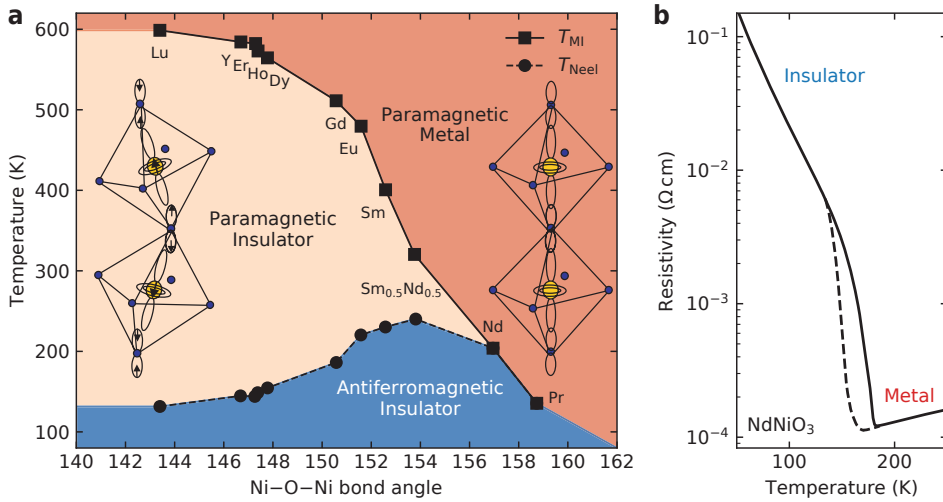 a
600
500
400
300
200
100
Temperature (K)
140 142 144 146 148 150 152 154 156 158 160 162
Ni−O−Ni bond angle
T_MI
T_Neel
Lu
Y Er Ho Dy
Gd
Eu
Sm
Sm0.5Nd0.5
Nd
Pr
Paramagnetic
Metal
Paramagnetic
Insulator
Antiferromagnetic
Insulator
b
10⁻¹
10⁻²
10⁻³
10⁻⁴
Resistivity (Ω cm)
Insulator
Metal
NdNiO₃
100 200
Temperature (K)